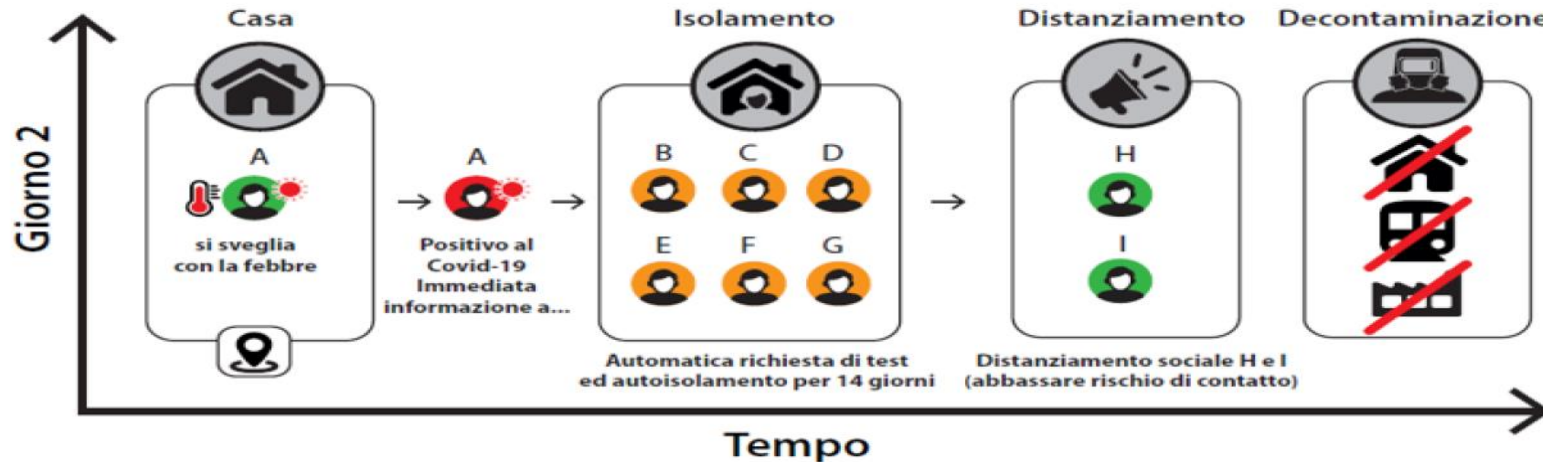 Casa
Isolamento
Distanziamento
Decontaminazione
Giorno 2
A
si sveglia
con la febbre
A
Positivo al
Covid-19
Immediata
informazione a...
B C D
E F G
Automatica richiesta di test
ed autoisolamento per 14 giorni
H
I
Distanziamento sociale H e I
(abbassare rischio di contatto)
Tempo